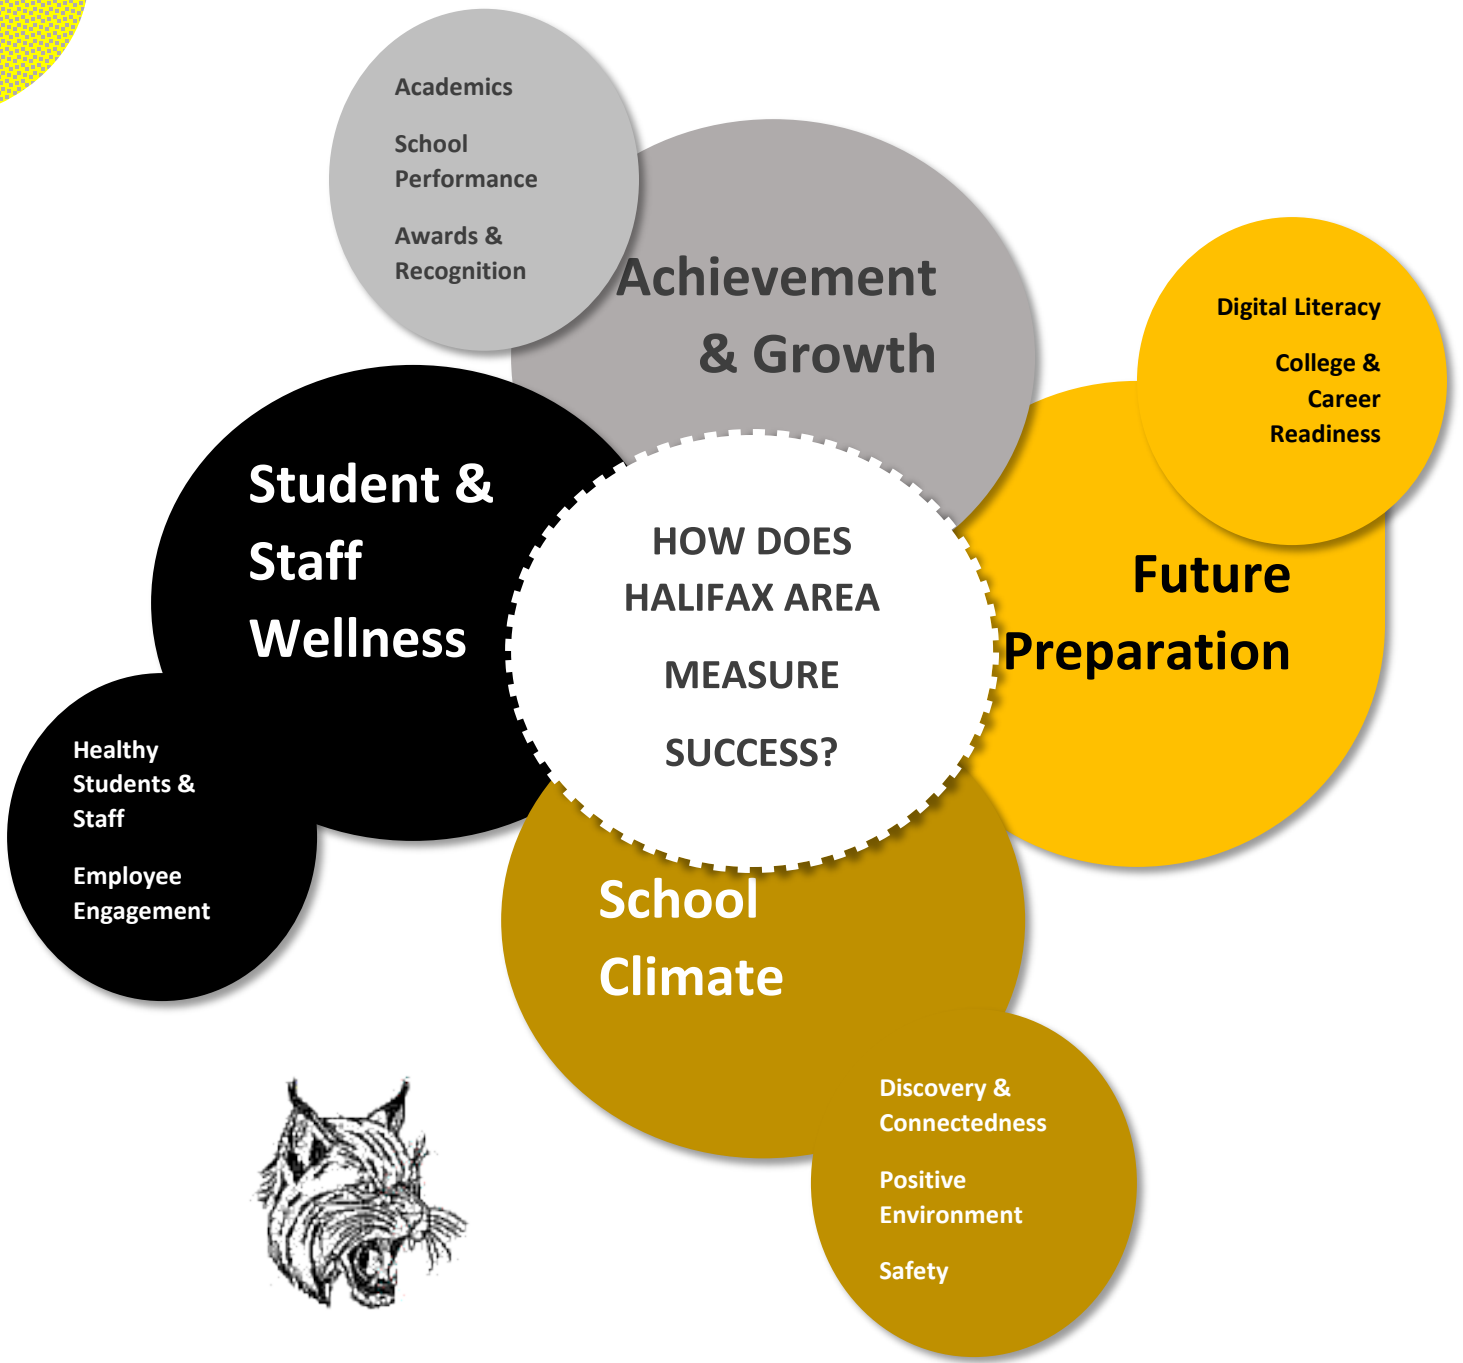 Academics
School
Performance
Awards &
Recognition
Achievement
& Growth
Digital Literacy
College &
Career
Readiness
Future
Preparation
Student &
Staff
Wellness
HOW DOES
HALIFAX AREA
MEASURE
SUCCESS?
Healthy
Students &
Staff
Employee
Engagement
School
Climate
Discovery &
Connectedness
Positive
Environment
Safety